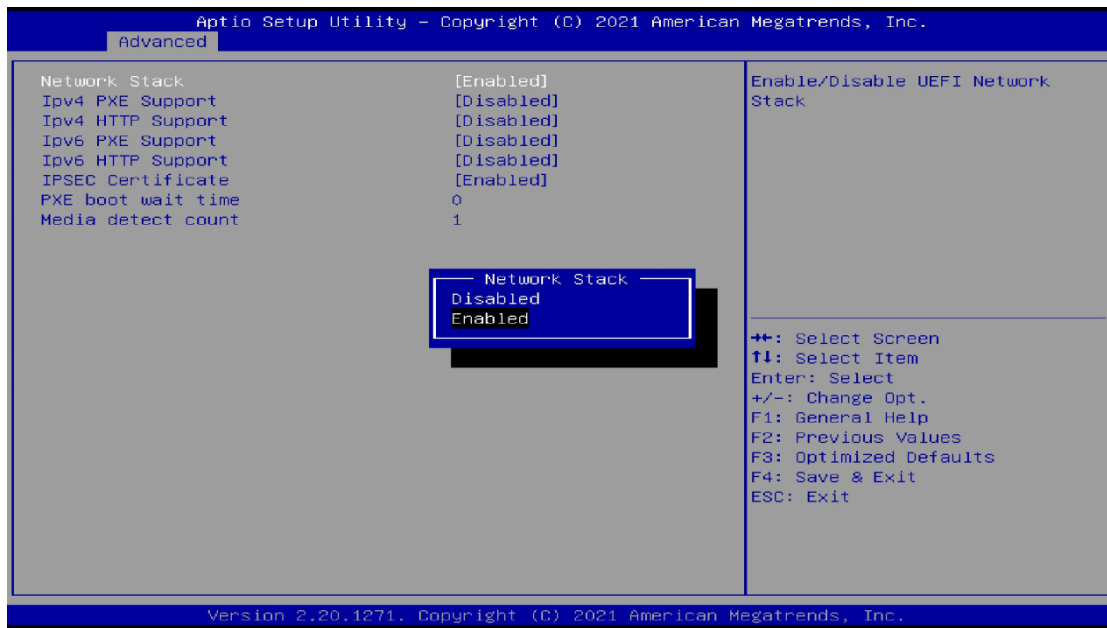 Aptio Setup Utility – Copyright (C) 2021 American Megatrends, Inc.
Advanced
Network Stack [Enabled]
Ipv4 PXE Support [Disabled]
Ipv4 HTTP Support [Disabled]
Ipv6 PXE Support [Disabled]
Ipv6 HTTP Support [Disabled]
IPSEC Certificate [Enabled]
PXE boot wait time 0
Media detect count 1
Enable/Disable UEFI Network
Stack
Network Stack
Disabled
Enabled
→←: Select Screen
↑↓: Select Item
Enter: Select
+/-: Change Opt.
F1: General Help
F2: Previous Values
F3: Optimized Defaults
F4: Save & Exit
ESC: Exit
Version 2.20.1271. Copyright (C) 2021 American Megatrends, Inc.